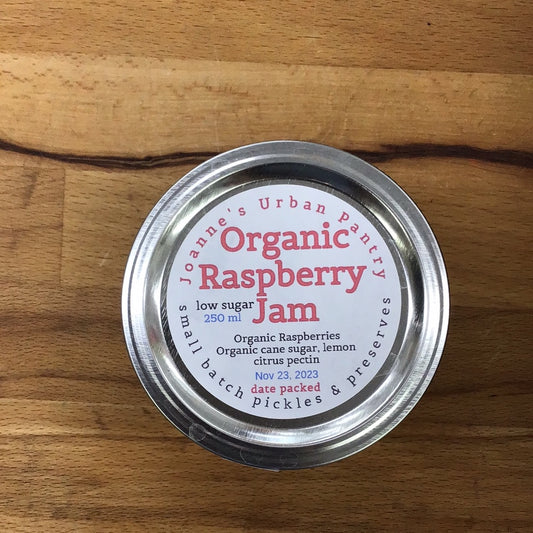 Joanne's Urban Pantry
Organic
Raspberry
Jam
low sugar
250 ml
Organic Raspberries
Organic cane sugar, lemon
citrus pectin
Nov 23, 2023
date packed
small batch pickles & preserves